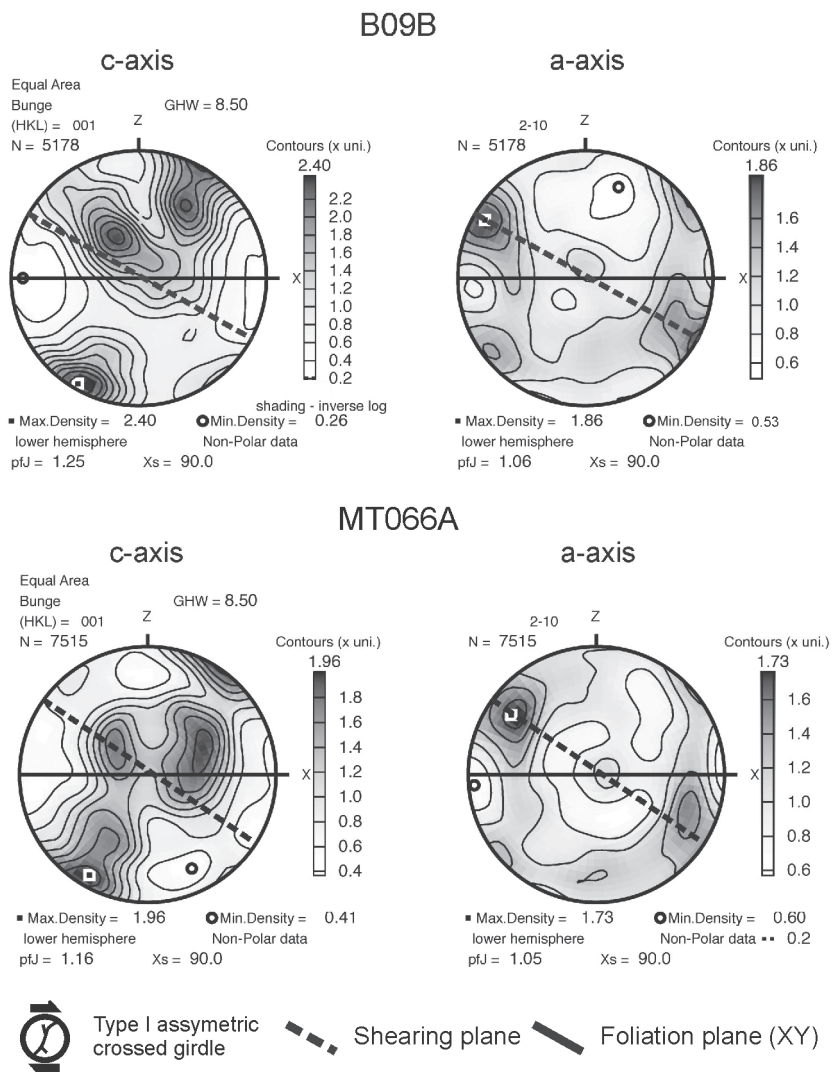 B09B
c-axis
a-axis
Equal Area
Bunge GHW = 8.50
(HKL) = 001 Z
N = 5178 Contours (x uni.)
2.40
2.2
2.0
1.8
1.6
X 1.4
1.2
1.0
0.8
0.6
0.4
0.2
shading - inverse log
Max.Density = 2.40 Min.Density = 0.26
lower hemisphere Non-Polar data
pfJ = 1.25 Xs = 90.0
2-10 Z
N = 5178 Contours (x uni.)
1.86
1.6
1.4
X 1.2
1.0
0.8
0.6
Max.Density = 1.86 Min.Density = 0.53
lower hemisphere Non-Polar data
pfJ = 1.06 Xs = 90.0
MT066A
c-axis
a-axis
Equal Area
Bunge GHW = 8.50
(HKL) = 001 Z
N = 7515 Contours (x uni.)
1.96
1.8
1.6
1.4
X 1.2
1.0
0.8
0.6
0.4
Max.Density = 1.96 Min.Density = 0.41
lower hemisphere Non-Polar data
pfJ = 1.16 Xs = 90.0
2-10 Z
N = 7515 Contours (x uni.)
1.73
1.6
1.4
1.2
X
1.0
0.8
0.6
Max.Density = 1.73 Min.Density = 0.60
lower hemisphere Non-Polar data 0.2
pfJ = 1.05 Xs = 90.0
Type I assymetric
crossed girdle
Shearing plane
Foliation plane (XY)